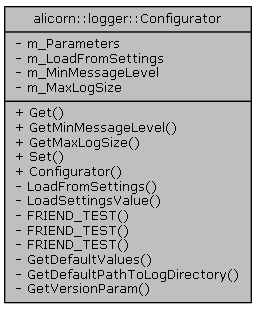 alicorn::logger::Configurator
- m_Parameters
- m_LoadFromSettings
- m_MinMessageLevel
- m_MaxLogSize
+ Get()
+ GetMinMessageLevel()
+ GetMaxLogSize()
+ Set()
+ Configurator()
- LoadFromSettings()
- LoadSettingsValue()
- FRIEND_TEST()
- FRIEND_TEST()
- FRIEND_TEST()
- GetDefaultValues()
- GetDefaultPathToLogDirectory()
- GetVersionParam()